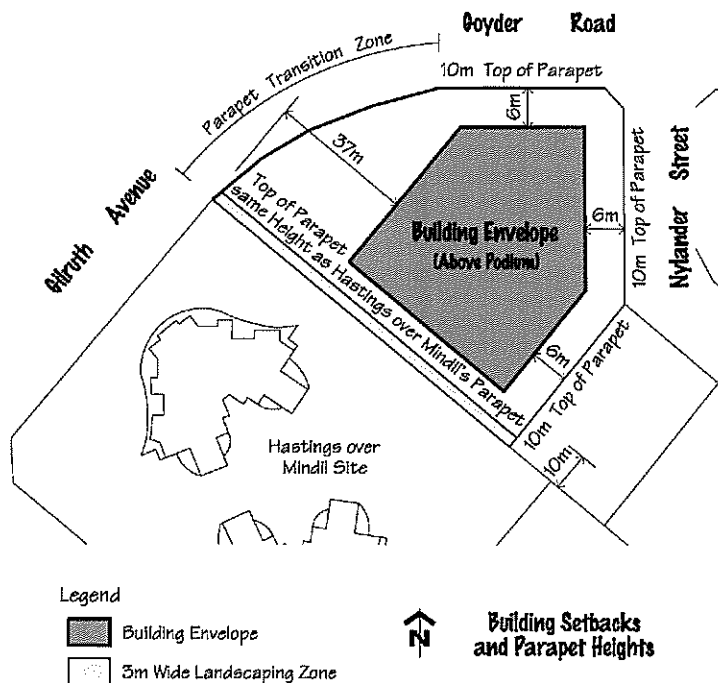 Goyder Road
Parapet Transition Zone
10m Top of Parapet
6m
37m
Gilruth Avenue
Top of Parapet
same Height as Hastings over Mindil's Parapet
Building Envelope
(Above Podium)
6m
10m Top of Parapet
Nylander Street
6m
10m Top of Parapet
10m
Hastings over
Mindil Site
Legend
Building Envelope
3m Wide Landscaping Zone
N
Building Setbacks
and Parapet Heights